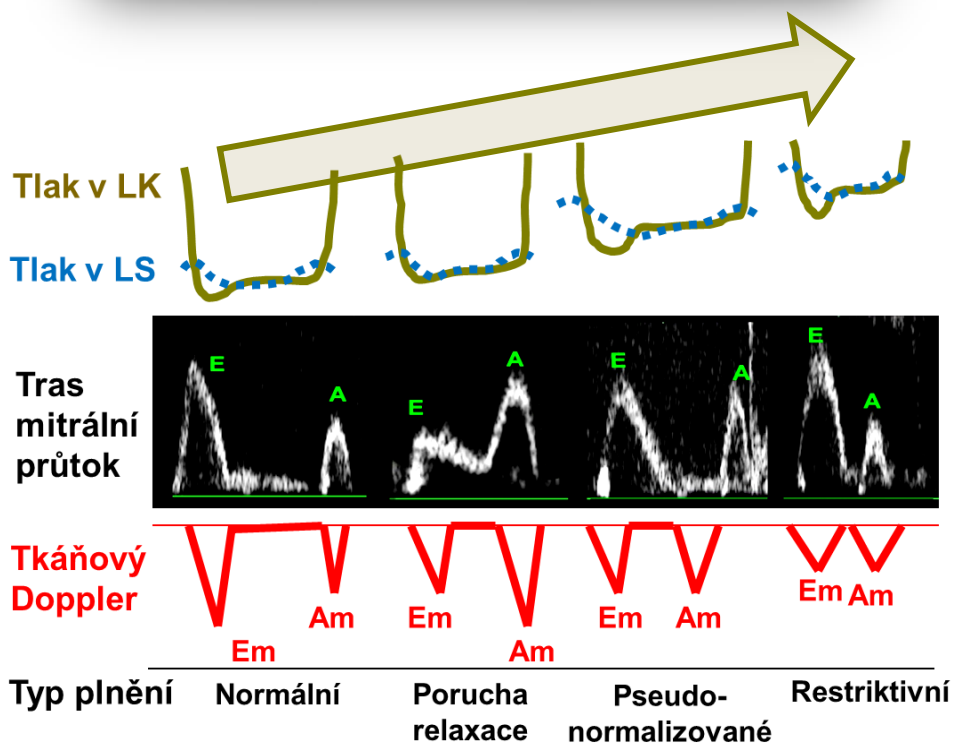 Tlak v LK
Tlak v LS
Tras
mitrální
průtok
E
A
E
A
E
A
E
A
Tkáňový
Doppler
Em
Am
Em
Am
Em
Am
Em
Am
Typ plnění
Normální
Porucha
relaxace
Pseudo-
normalizované
Restriktivní